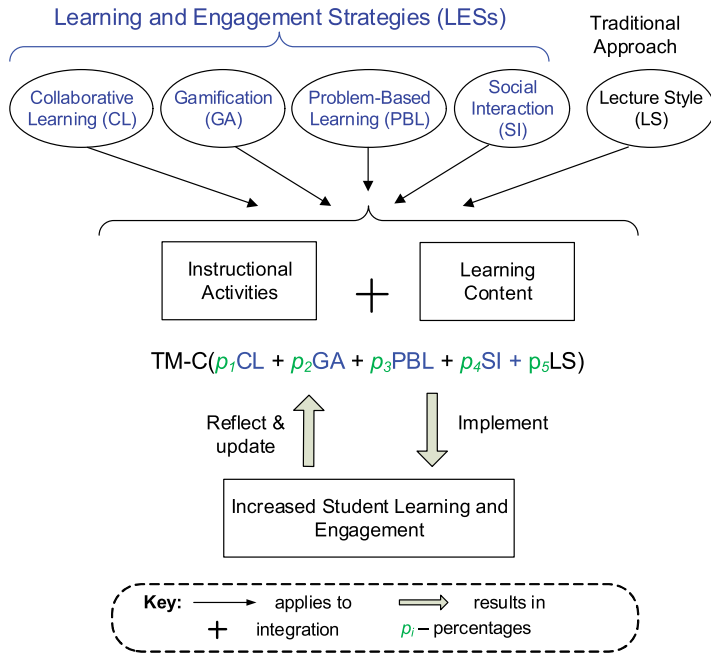 Learning and Engagement Strategies (LESs)
Traditional
Approach
Collaborative
Learning (CL)
Gamification
(GA)
Problem-Based
Learning (PBL)
Social
Interaction
(SI)
Lecture Style
(LS)
Instructional
Activities
+
Learning
Content
TM-C(p1CL + p2GA + p3PBL + p4SI + p5LS)
Reflect &
update
Implement
Increased Student Learning and
Engagement
Key: applies to results in
+ integration pi – percentages